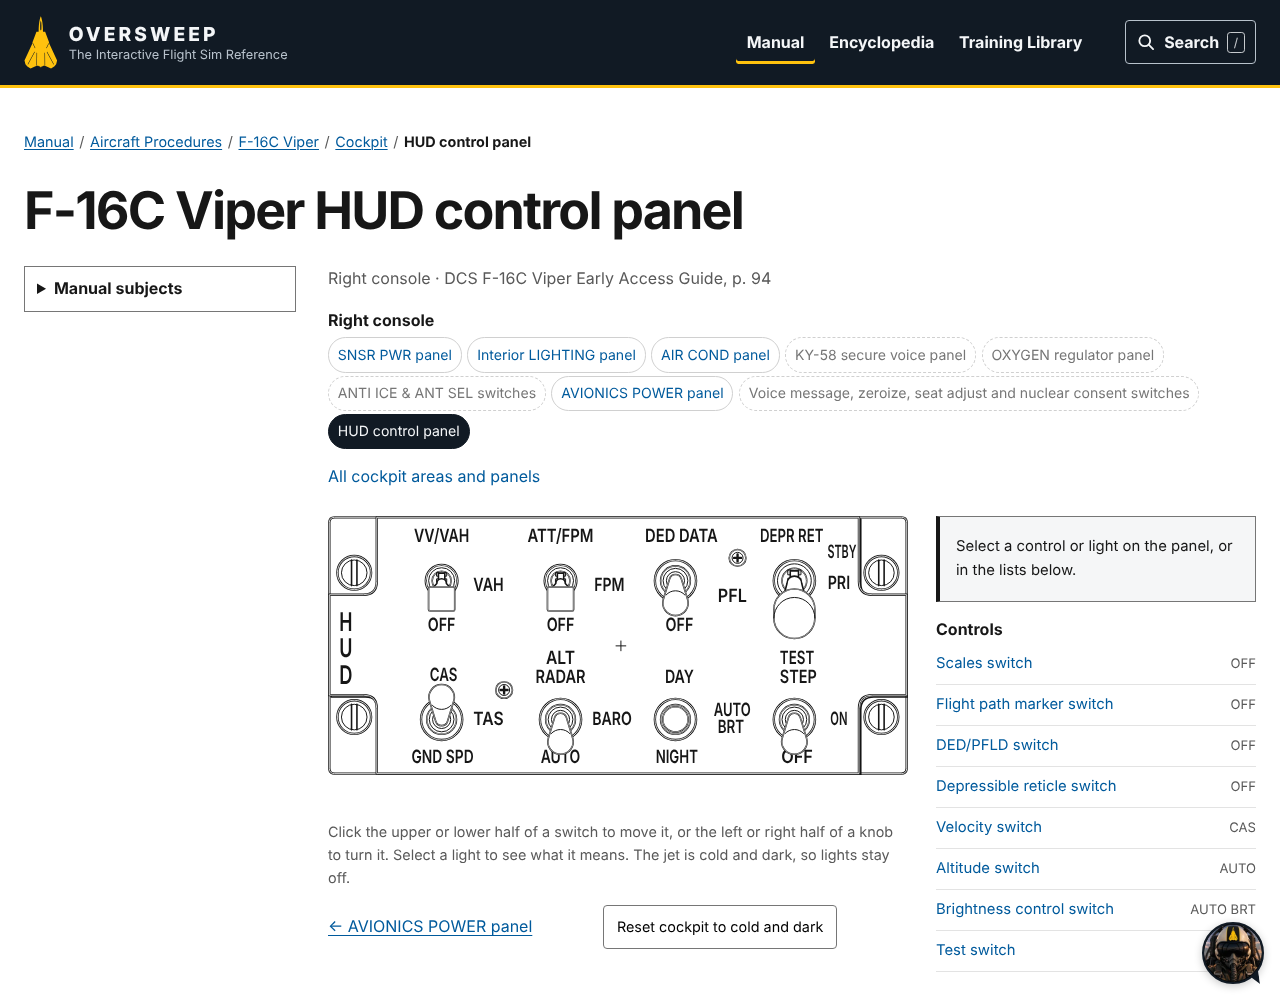 OVERSWEEP
The Interactive Flight Sim Reference
Manual
Encyclopedia
Training Library
Search /
Manual / Aircraft Procedures / F-16C Viper / Cockpit / HUD control panel
F-16C Viper HUD control panel
Manual subjects
Right console · DCS F-16C Viper Early Access Guide, p. 94
Right console
SNSR PWR panel
Interior LIGHTING panel
AIR COND panel
KY-58 secure voice panel
OXYGEN regulator panel
ANTI ICE & ANT SEL switches
AVIONICS POWER panel
Voice message, zeroize, seat adjust and nuclear consent switches
HUD control panel
All cockpit areas and panels
VV/VAH
ATT/FPM
DED DATA
DEPR RET
STBY
VAH
FPM
PFL
PRI
OFF
OFF
OFF
HUD
CAS
ALT
RADAR
DAY
TEST
STEP
TAS
BARO
AUTO
BRT
ON
GND SPD
AUTO
NIGHT
OFF
Click the upper or lower half of a switch to move it, or the left or right half of a knob
to turn it. Select a light to see what it means. The jet is cold and dark, so lights stay
off.
← AVIONICS POWER panel
Reset cockpit to cold and dark
Select a control or light on the panel, or
in the lists below.
Controls
Scales switch OFF
Flight path marker switch OFF
DED/PFLD switch OFF
Depressible reticle switch OFF
Velocity switch CAS
Altitude switch AUTO
Brightness control switch AUTO BRT
Test switch